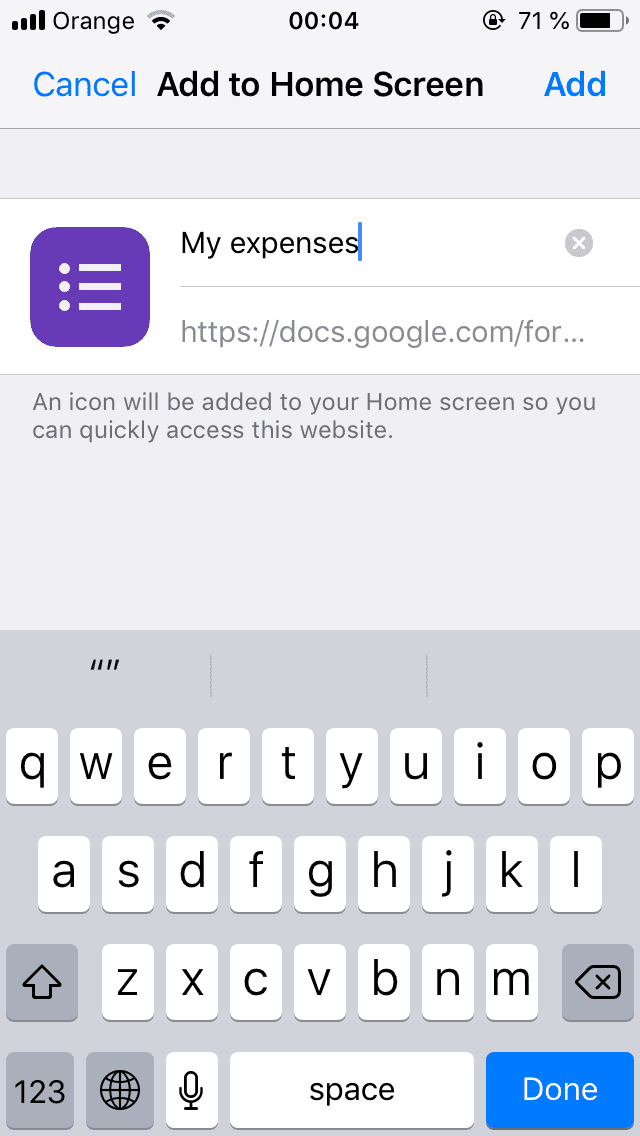 Orange 00:04 71 %
Cancel Add to Home Screen Add
My expenses
https://docs.google.com/for...
An icon will be added to your Home screen so you
can quickly access this website.
“”
q w e r t y u i o p
a s d f g h j k l
z x c v b n m
123 space Done